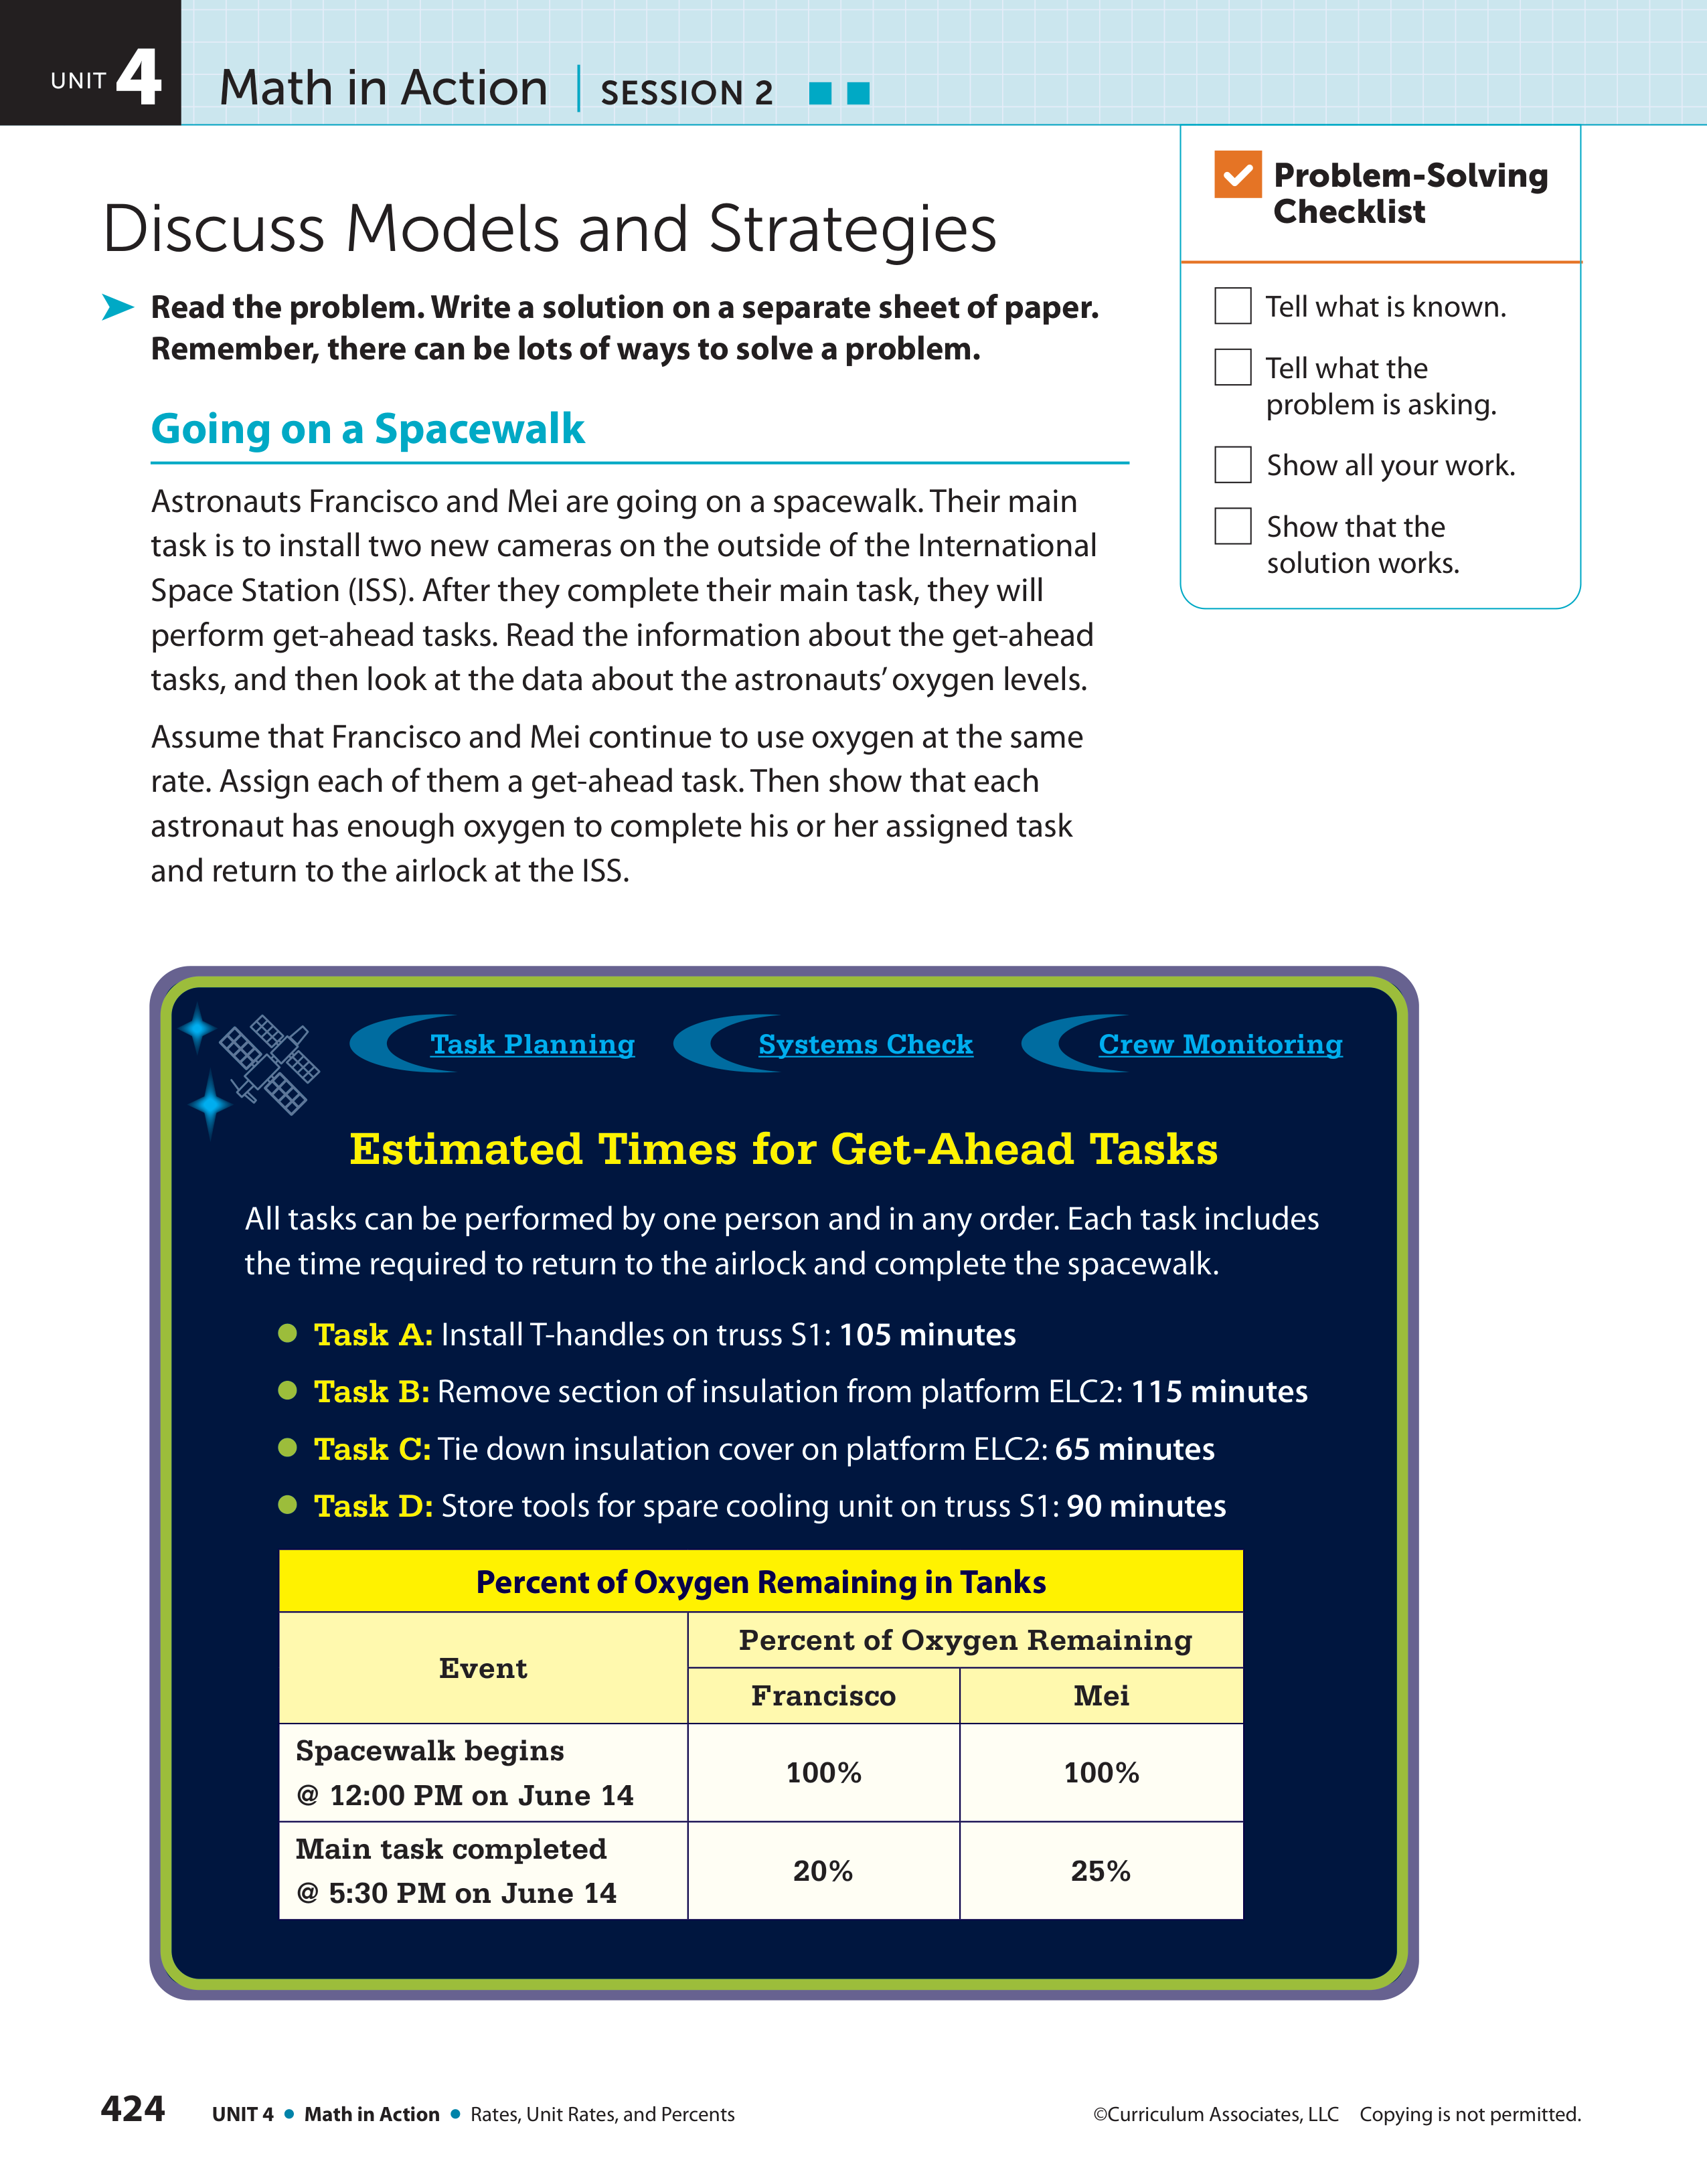 UNIT 4
Math in Action | SESSION 2
Problem-Solving
Checklist
Tell what is known.
Tell what the
problem is asking.
Show all your work.
Show that the
solution works.
Discuss Models and Strategies
Read the problem. Write a solution on a separate sheet of paper.
Remember, there can be lots of ways to solve a problem.
Going on a Spacewalk
Astronauts Francisco and Mei are going on a spacewalk. Their main
task is to install two new cameras on the outside of the International
Space Station (ISS). After they complete their main task, they will
perform get-ahead tasks. Read the information about the get-ahead
tasks, and then look at the data about the astronauts’ oxygen levels.
Assume that Francisco and Mei continue to use oxygen at the same
rate. Assign each of them a get-ahead task. Then show that each
astronaut has enough oxygen to complete his or her assigned task
and return to the airlock at the ISS.
Task Planning Systems Check Crew Monitoring
Estimated Times for Get-Ahead Tasks
All tasks can be performed by one person and in any order. Each task includes
the time required to return to the airlock and complete the spacewalk.
● Task A: Install T-handles on truss S1: 105 minutes
● Task B: Remove section of insulation from platform ELC2: 115 minutes
● Task C: Tie down insulation cover on platform ELC2: 65 minutes
● Task D: Store tools for spare cooling unit on truss S1: 90 minutes
Percent of Oxygen Remaining in Tanks
Event
Percent of Oxygen Remaining
Francisco Mei
Spacewalk begins
@ 12:00 PM on June 14
100% 100%
Main task completed
@ 5:30 PM on June 14
20% 25%
424 UNIT 4 • Math in Action • Rates, Unit Rates, and Percents ©Curriculum Associates, LLC Copying is not permitted.